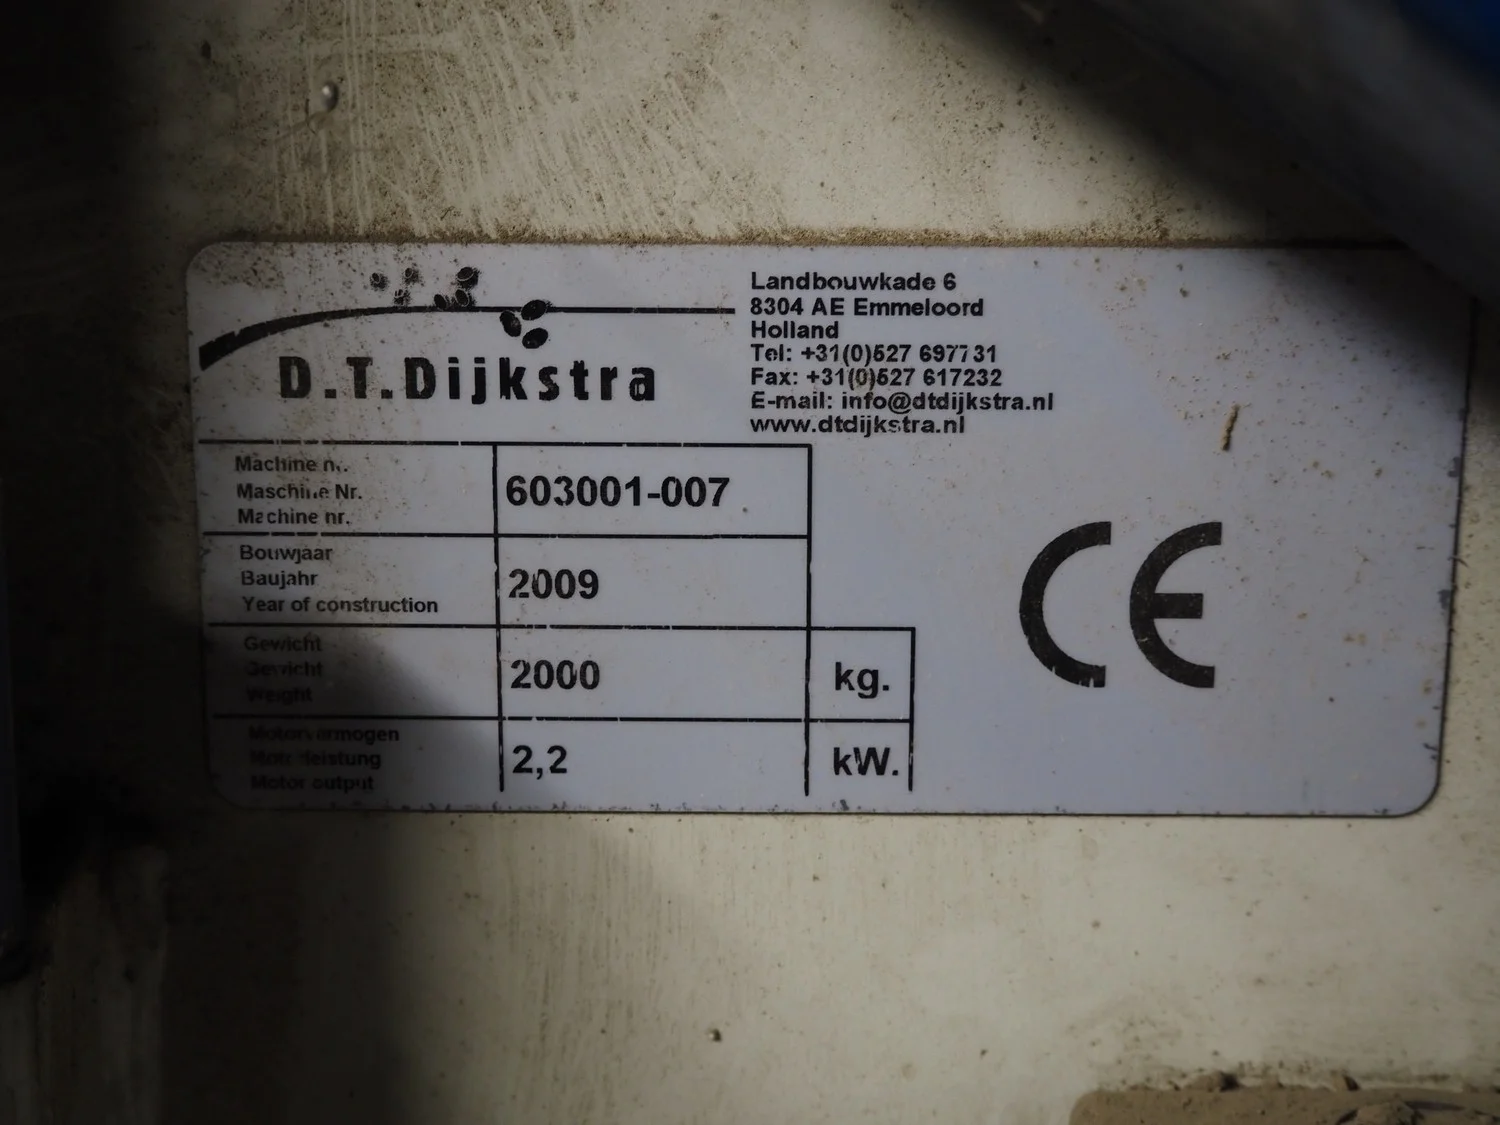 D.T.Dijkstra
Landbouwkade 6
8304 AE Emmeloord
Holland
Tel: +31(0)527 697731
Fax: +31(0)527 617232
E-mail: info@dtdijkstra.nl
www.dtdijkstra.nl
Machine nr.
Maschine Nr.
Machine nr.
603001-007
Bouwjaar
Baujahr
Year of construction
2009
Gewicht
Gewicht
Weight
2000
kg.
Motorvermogen
Motorleistung
Motor output
2,2
kW.
CE